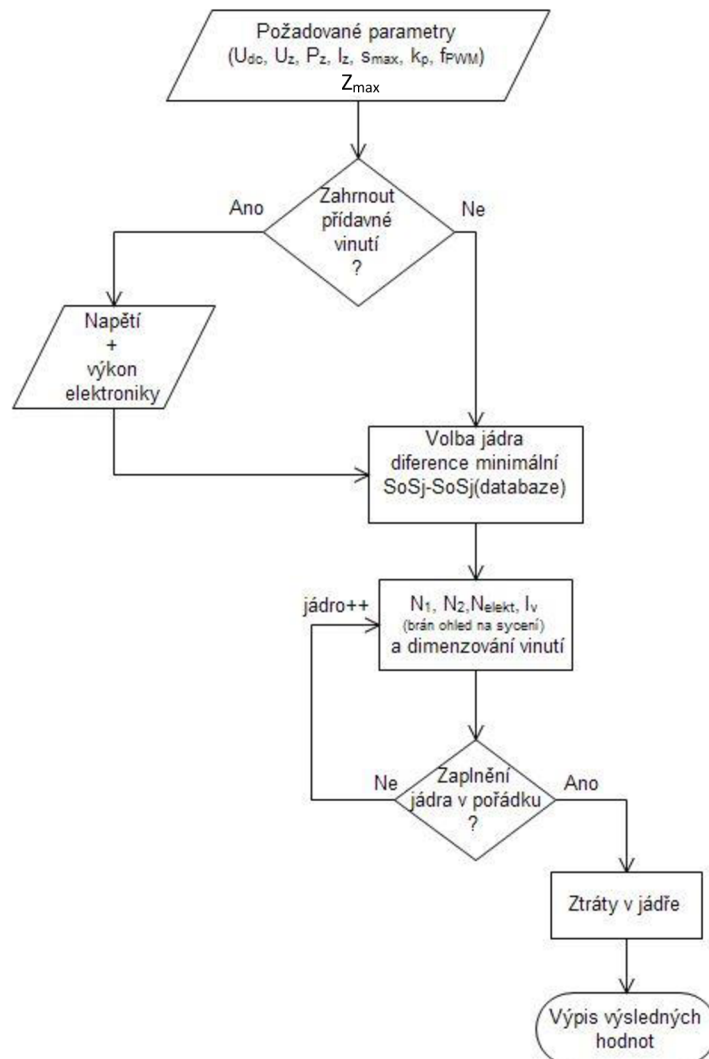 Požadované parametry
(Udc, Uz, Pz, Iz, smax, kp, fPWM)
Zmax
Zahrnout
přídavné
vinutí
?
Ano
Ne
Napětí
+
výkon
elektroniky
Volba jádra
diference minimální
SoSj-SoSj(databaze)
jádro++
N1, N2,Nelekt, Iv
(brán ohled na sycení)
a dimenzování vinutí
Zaplnění
jádra v pořádku
?
Ne
Ano
Ztráty v jádře
Výpis výsledných
hodnot